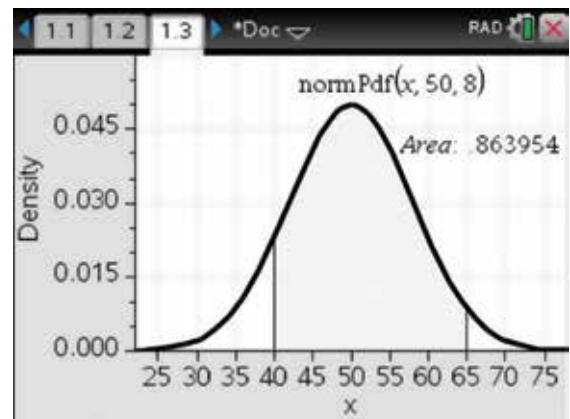 1.1 1.2 1.3 *Doc RAD
normPdf(x, 50, 8)
Area: .863954
Density
0.045
0.030
0.015
0.000
25 30 35 40 45 50 55 60 65 70 75
x